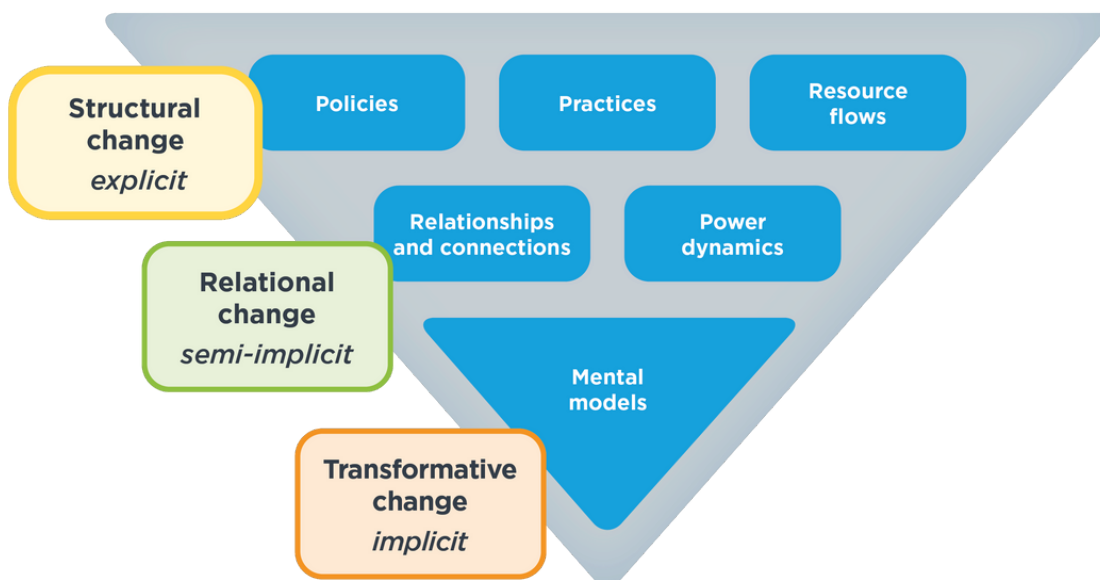 Structural
change
explicit
Policies
Practices
Resource
flows
Relational
change
semi-implicit
Relationships
and connections
Power
dynamics
Transformative
change
implicit
Mental
models